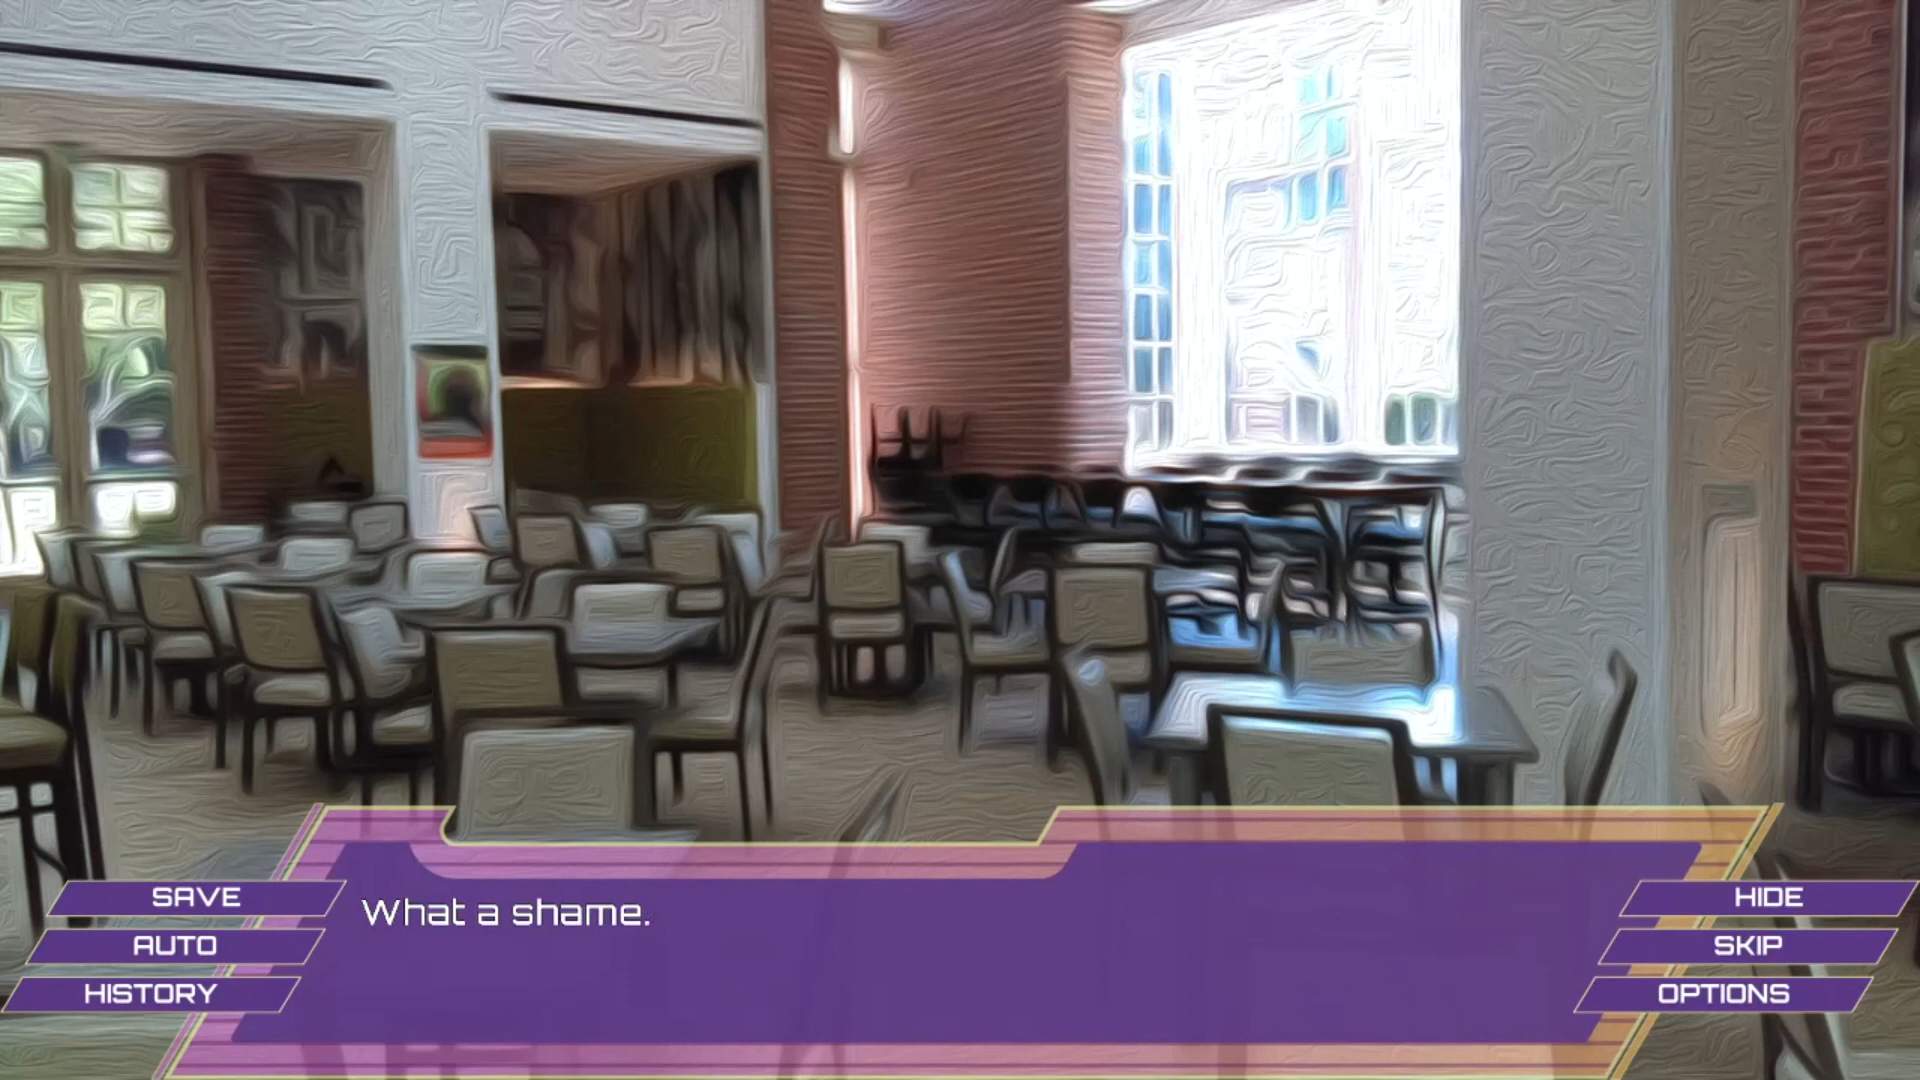 What a shame.
SAVE
AUTO
HISTORY
HIDE
SKIP
OPTIONS